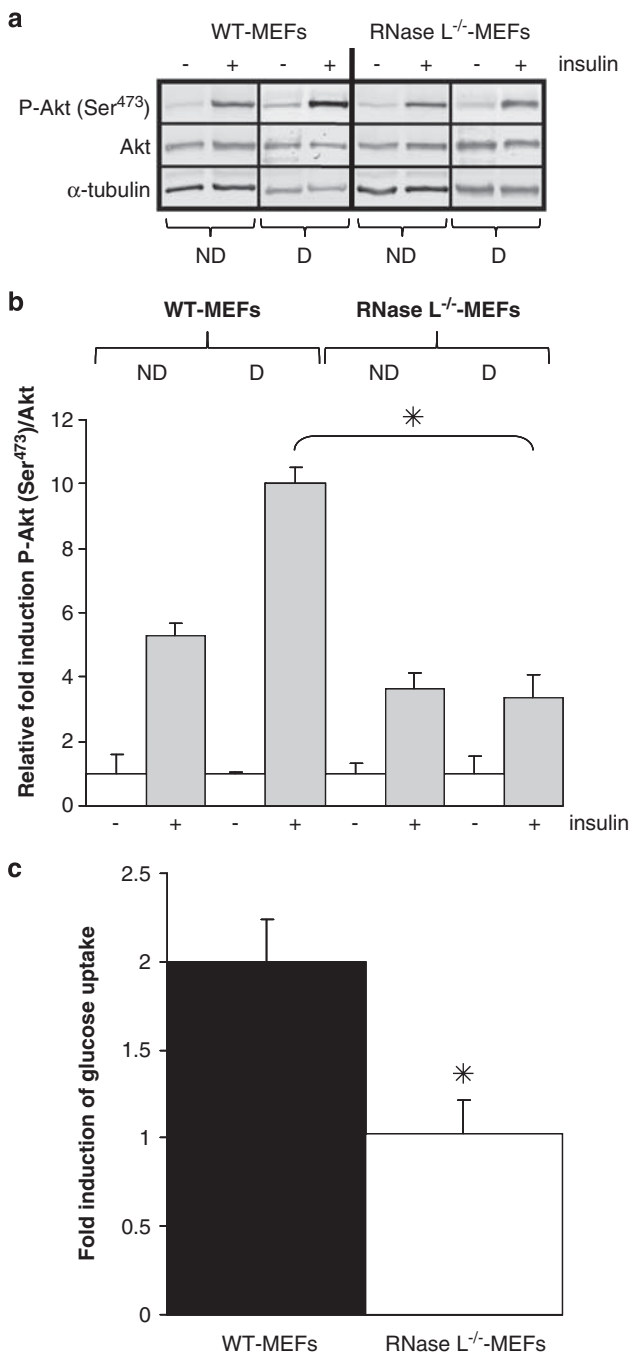 a
WT-MEFs RNase L-/--MEFs
- + - + - + - + insulin
P-Akt (Ser473)
Akt
α-tubulin
ND D ND D
b
WT-MEFs RNase L-/--MEFs
ND D ND D
Relative fold induction P-Akt (Ser473)/Akt
12
10
8
6
4
2
0
- + - + - + - + insulin
c
Fold induction of glucose uptake
2.5
2
1.5
1
0.5
0
WT-MEFs RNase L-/--MEFs